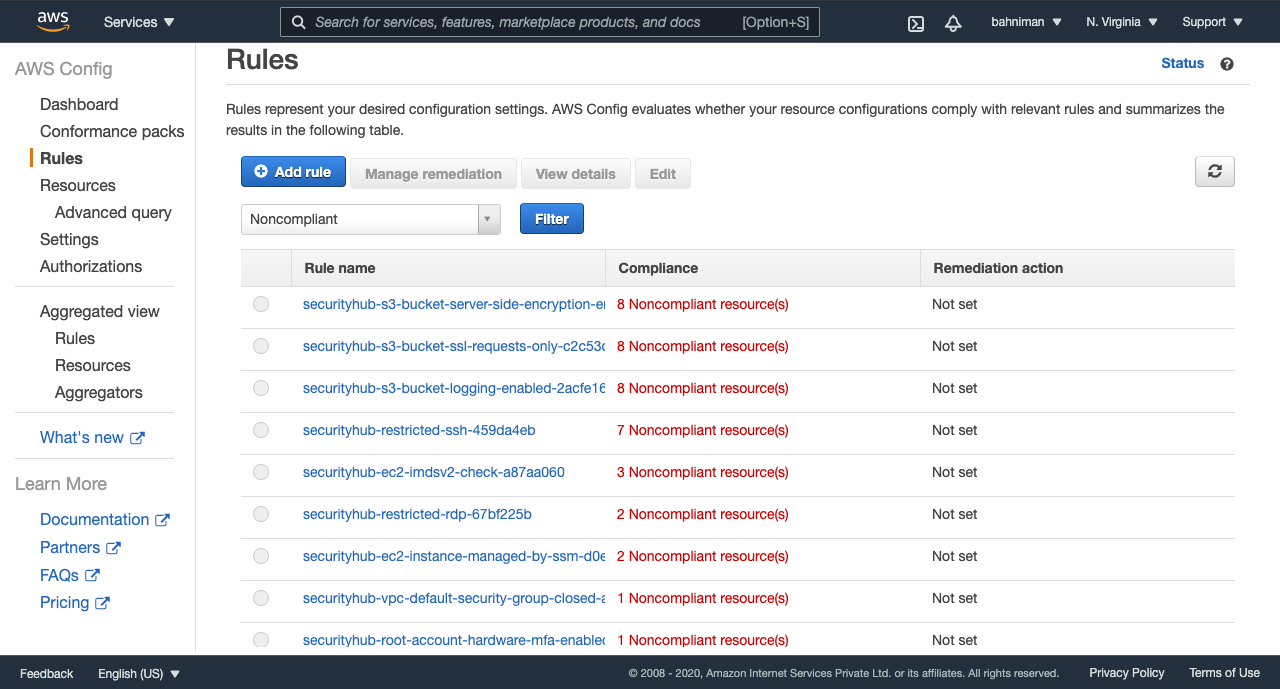 aws
Services
Search for services, features, marketplace products, and docs [Option+S]
bahniman
N. Virginia
Support
AWS Config
Dashboard
Conformance packs
Rules
Resources
Advanced query
Settings
Authorizations
Aggregated view
Rules
Resources
Aggregators
What's new
Learn More
Documentation
Partners
FAQs
Pricing
Rules
Status
Rules represent your desired configuration settings. AWS Config evaluates whether your resource configurations comply with relevant rules and summarizes the
results in the following table.
Add rule Manage remediation View details Edit
Noncompliant Filter
Rule name Compliance Remediation action
securityhub-s3-bucket-server-side-encryption-e 8 Noncompliant resource(s) Not set
securityhub-s3-bucket-ssl-requests-only-c2c53 8 Noncompliant resource(s) Not set
securityhub-s3-bucket-logging-enabled-2acfe16 8 Noncompliant resource(s) Not set
securityhub-restricted-ssh-459da4eb 7 Noncompliant resource(s) Not set
securityhub-ec2-imdsv2-check-a87aa060 3 Noncompliant resource(s) Not set
securityhub-restricted-rdp-67bf225b 2 Noncompliant resource(s) Not set
securityhub-ec2-instance-managed-by-ssm-d0e 2 Noncompliant resource(s) Not set
securityhub-vpc-default-security-group-closed-a 1 Noncompliant resource(s) Not set
securityhub-root-account-hardware-mfa-enabled 1 Noncompliant resource(s) Not set
Feedback English (US) © 2008 - 2020, Amazon Internet Services Private Ltd. or its affiliates. All rights reserved. Privacy Policy Terms of Use